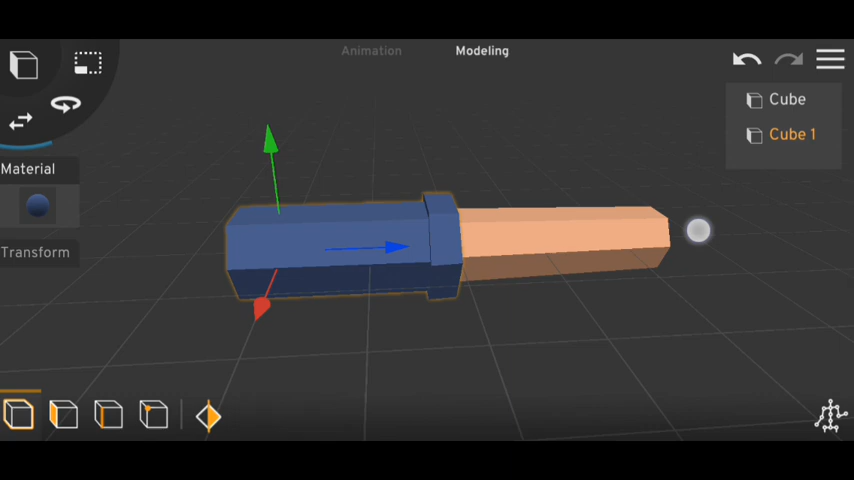 Animation Modeling
Cube
Cube 1
Material
Transform